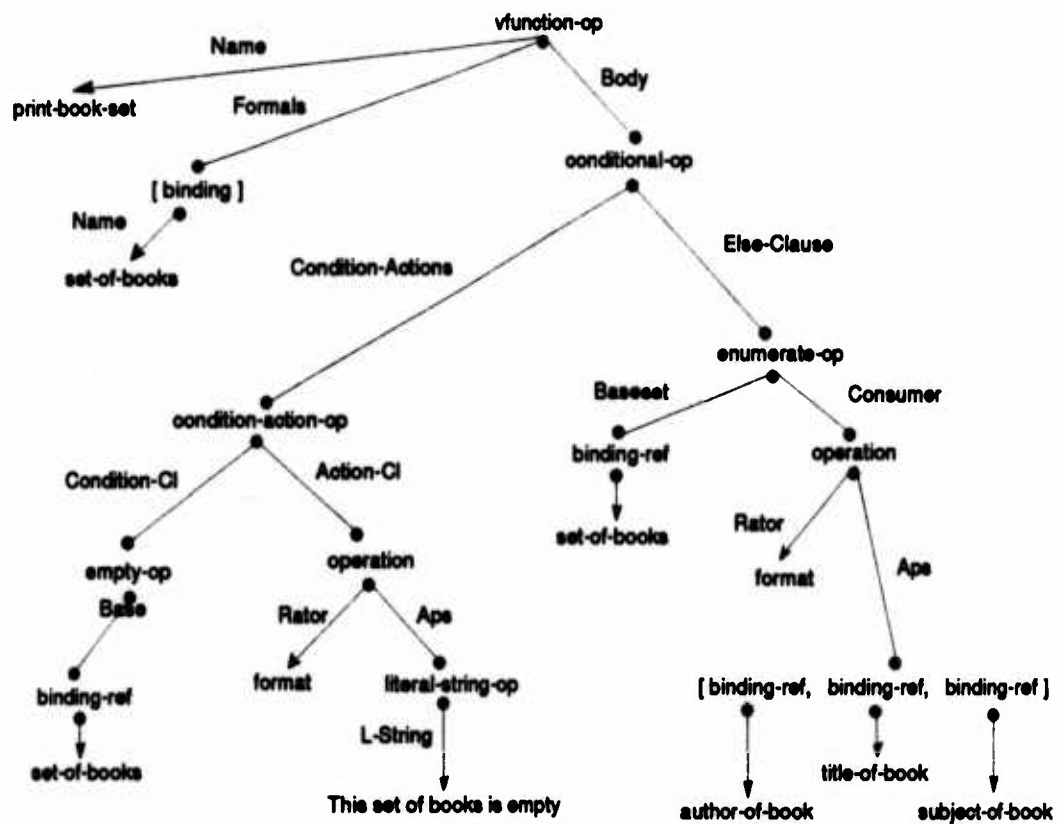 vfunction-op
Name
Body
print-book-set
Formals
conditional-op
[ binding ]
Name
Else-Clause
set-of-books
Condition-Actions
enumerate-op
Baseset
Consumer
condition-action-op
binding-ref
operation
Condition-Cl
Action-Cl
Rator
set-of-books
empty-op
operation
format
Aps
Base
Rator
Aps
binding-ref
format
literal-string-op
[ binding-ref, binding-ref, binding-ref ]
L-String
set-of-books
title-of-book
This set of books is empty
author-of-book
subject-of-book